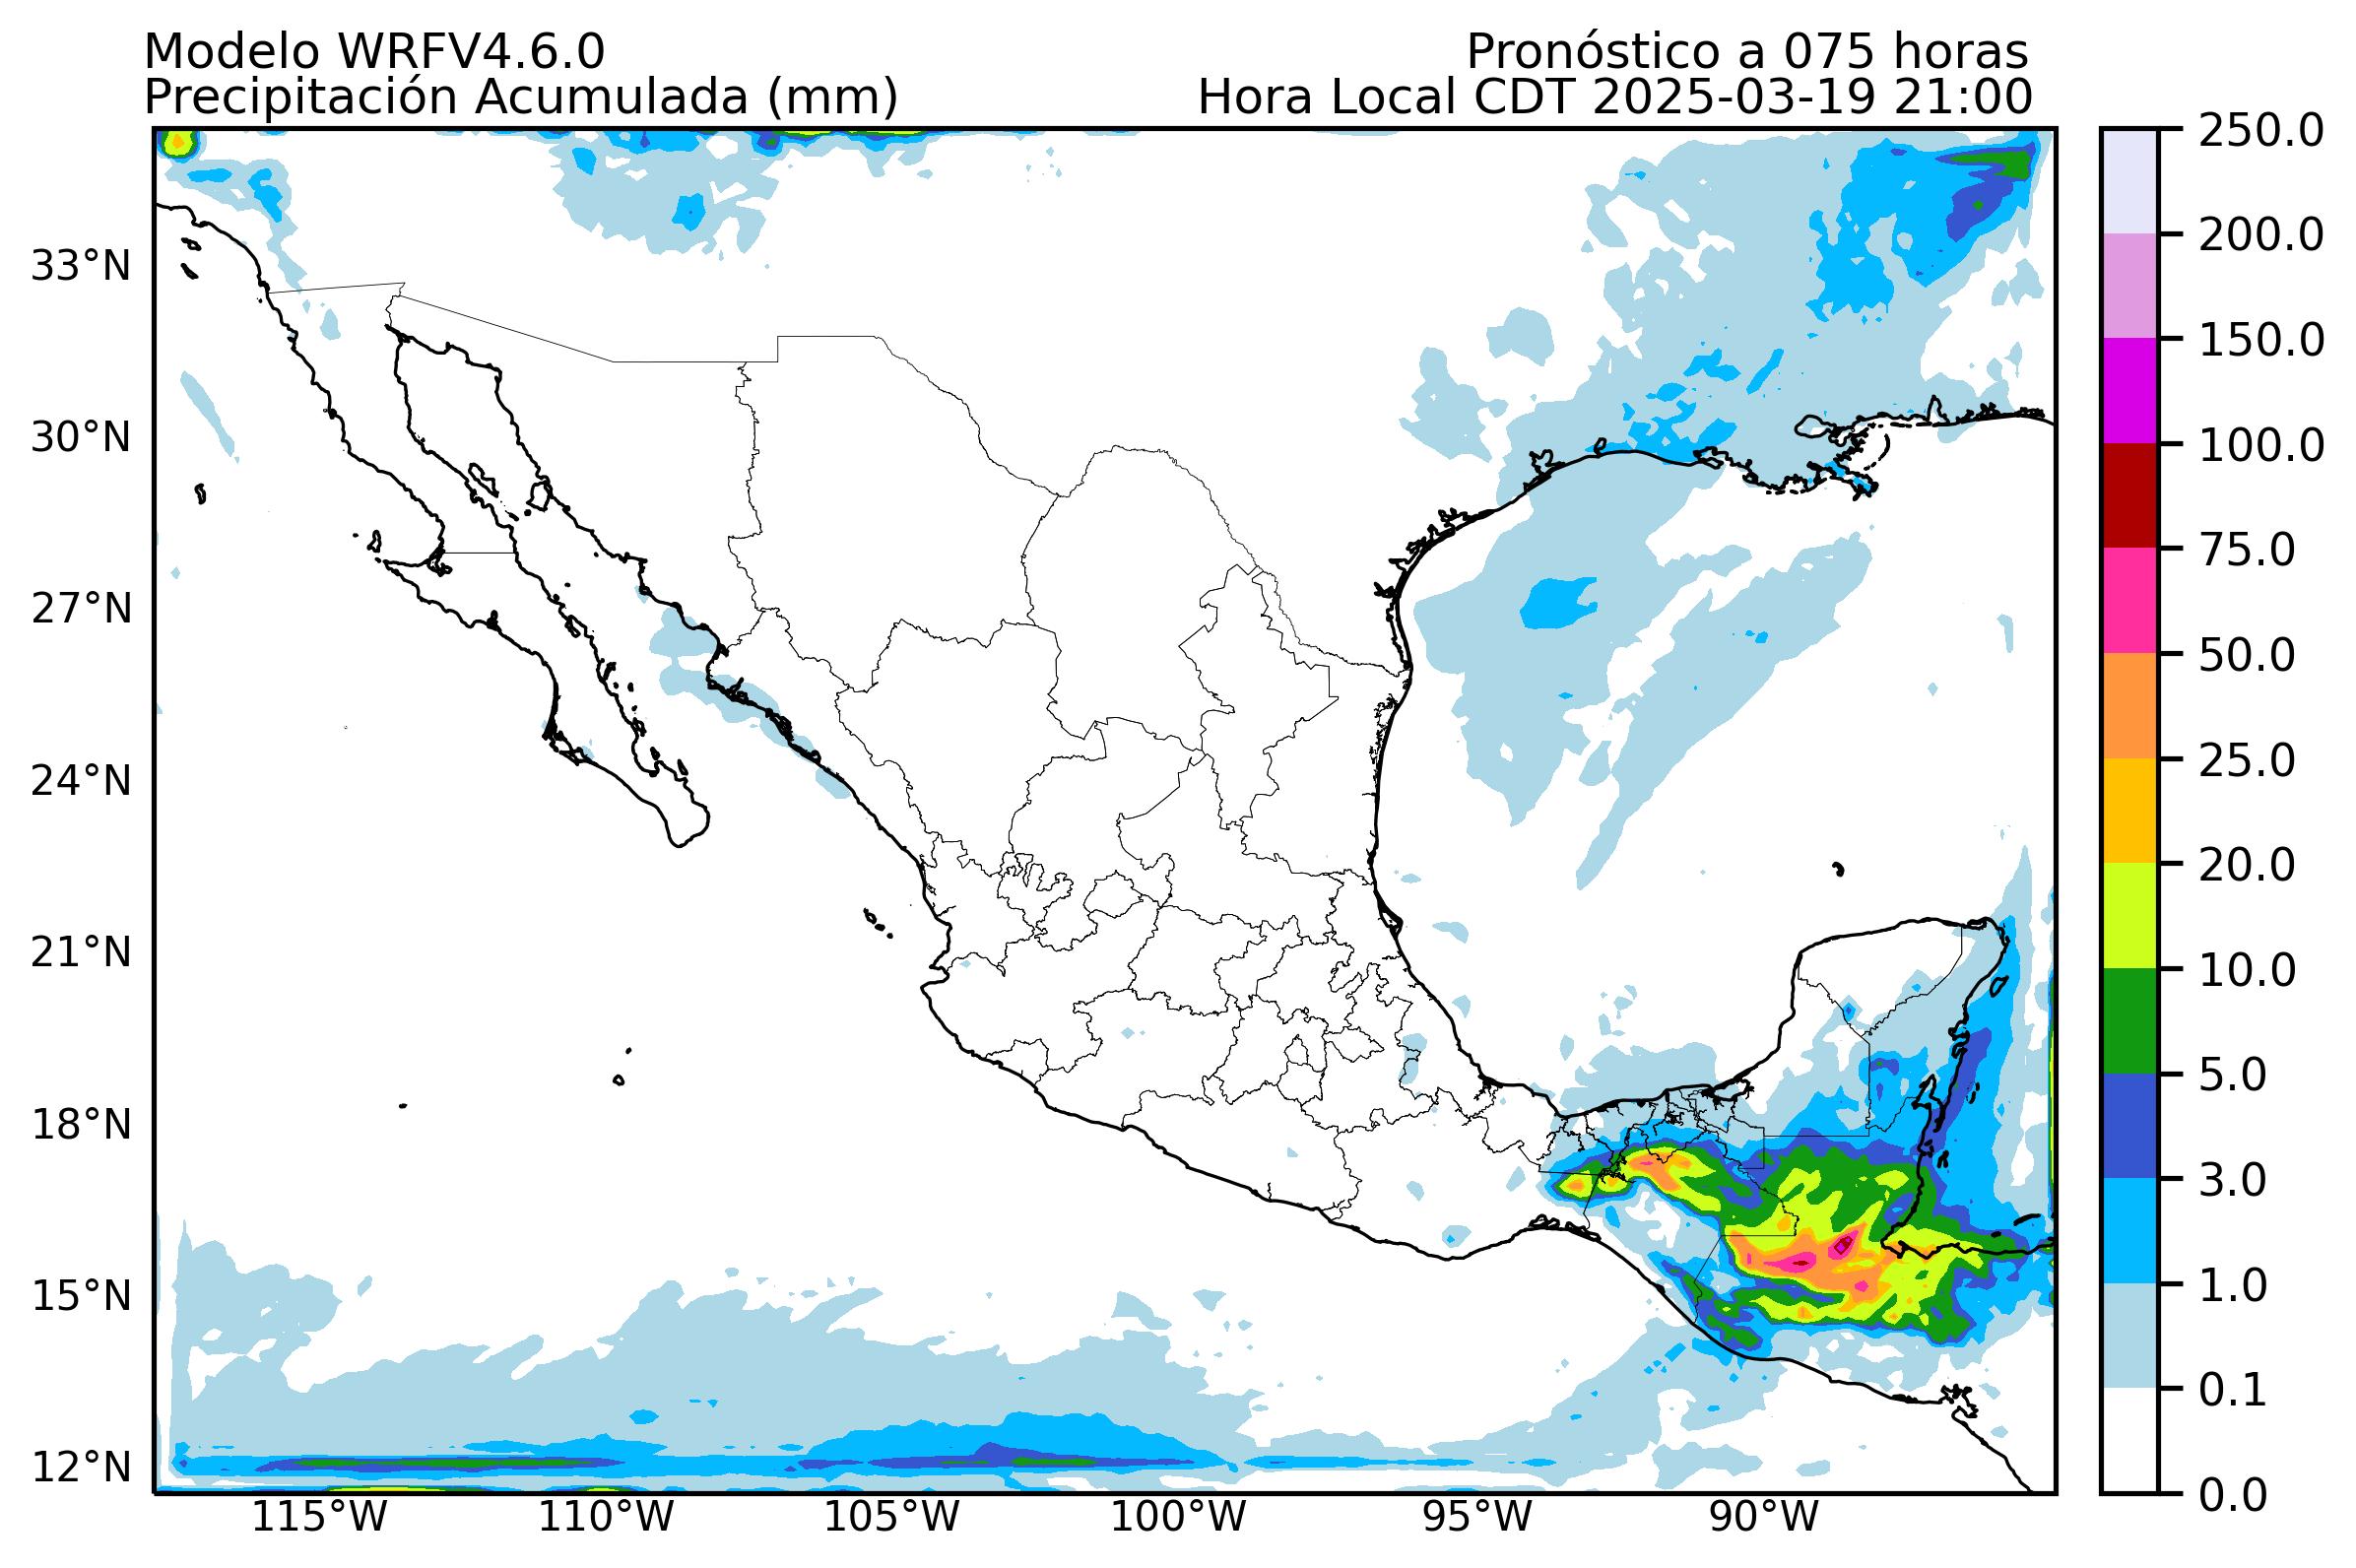 Modelo WRFV4.6.0
Pronóstico a 075 horas
Precipitación Acumulada (mm)
Hora Local CDT 2025-03-19 21:00
33°N
30°N
27°N
24°N
21°N
18°N
15°N
12°N
115°W
110°W
105°W
100°W
95°W
90°W
250.0
200.0
150.0
100.0
75.0
50.0
25.0
20.0
10.0
5.0
3.0
1.0
0.1
0.0